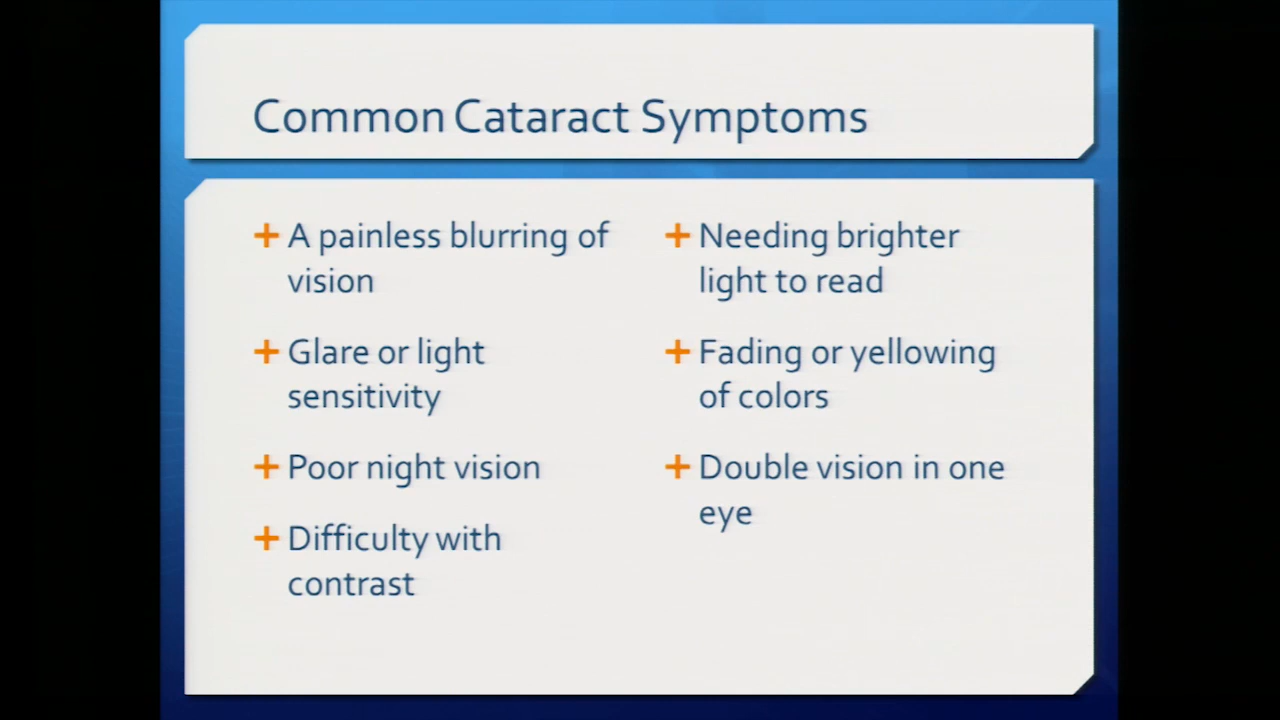 Common Cataract Symptoms
A painless blurring of
vision
Glare or light
sensitivity
Poor night vision
Difficulty with
contrast
Needing brighter
light to read
Fading or yellowing
of colors
Double vision in one
eye